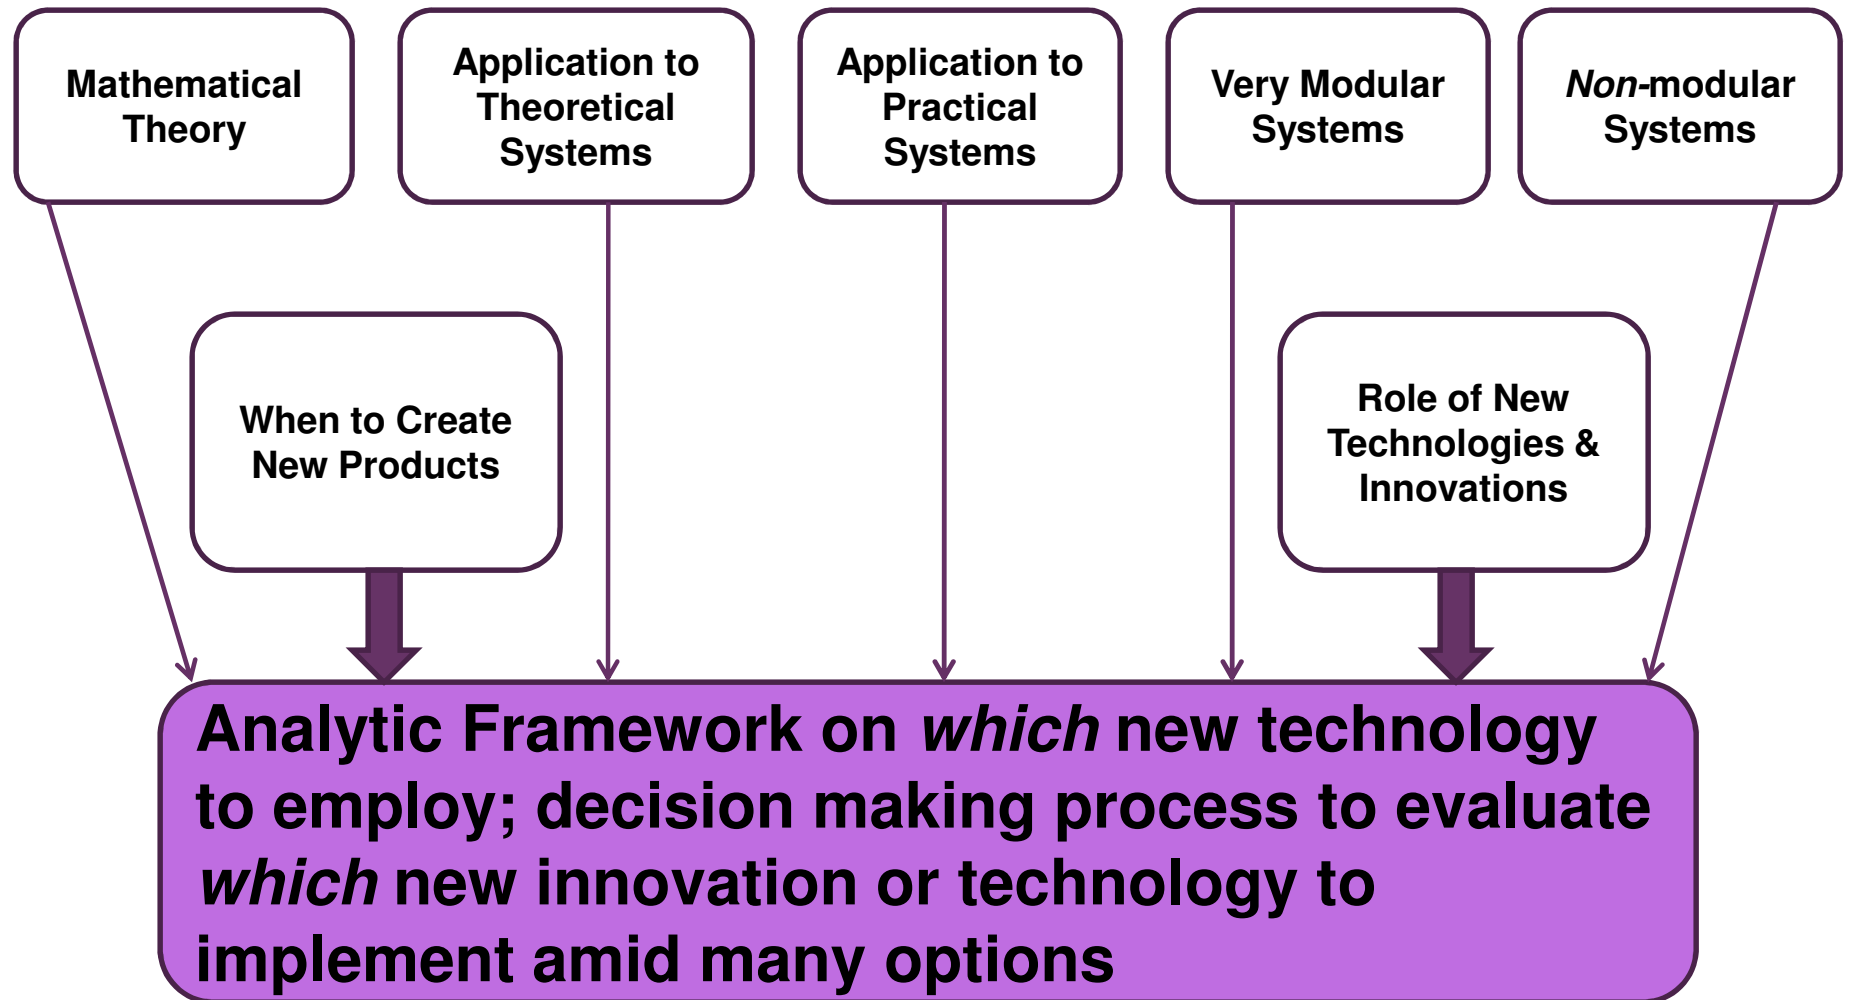 Mathematical
Theory
Application to
Theoretical
Systems
Application to
Practical
Systems
Very Modular
Systems
Non-modular
Systems
When to Create
New Products
Role of New
Technologies &
Innovations
Analytic Framework on which new technology
to employ; decision making process to evaluate
which new innovation or technology to
implement amid many options